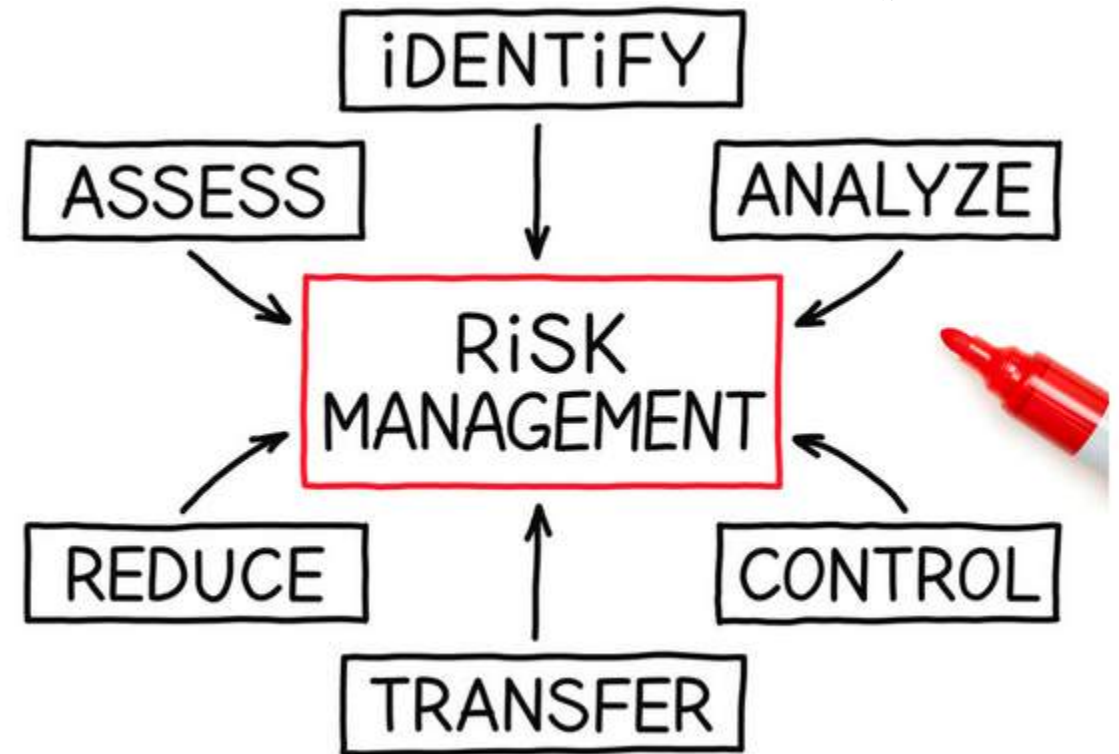 iDENTiFY
ASSESS
ANALYZE
RiSK
MANAGEMENT
REDUCE
CONTROL
TRANSFER